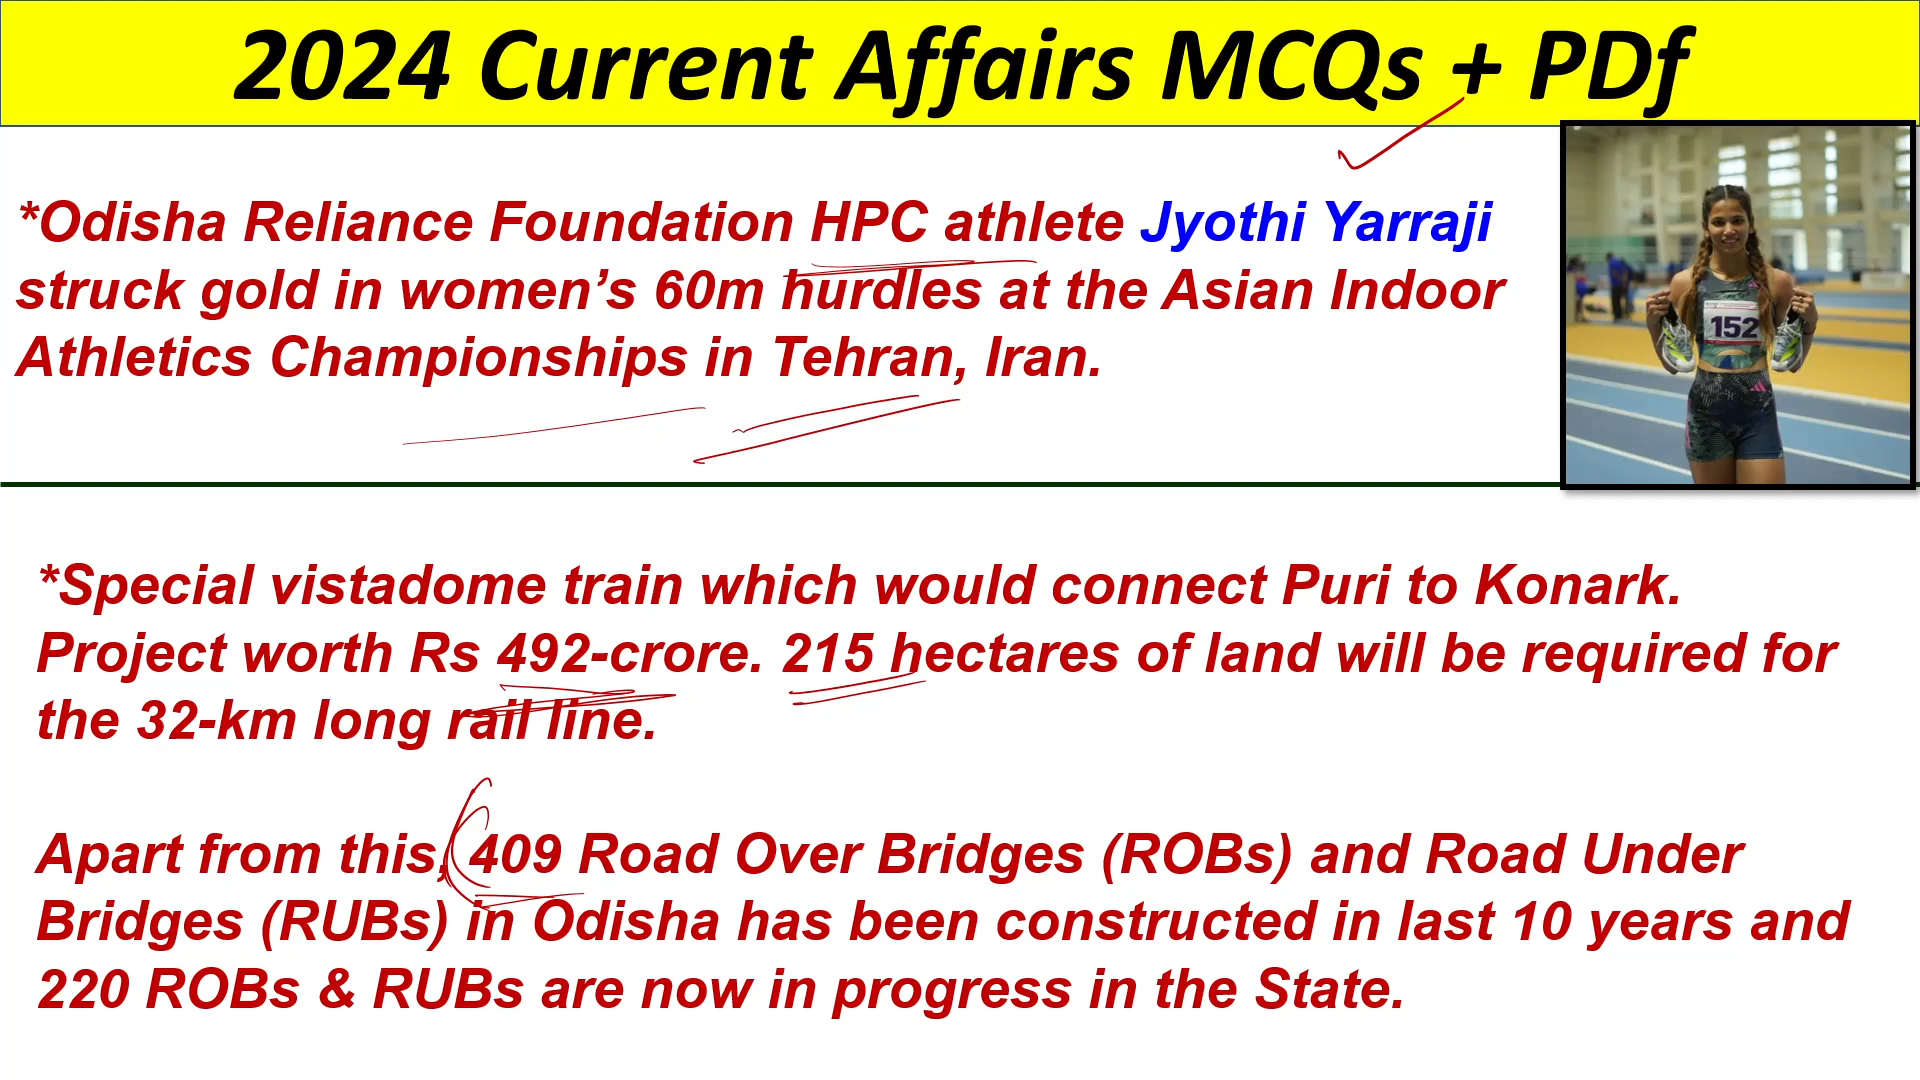 2024 Current Affairs MCQs + PDf
*Odisha Reliance Foundation HPC athlete Jyothi Yarraji
struck gold in women’s 60m hurdles at the Asian Indoor
Athletics Championships in Tehran, Iran.
152
*Special vistadome train which would connect Puri to Konark.
Project worth Rs 492-crore. 215 hectares of land will be required for
the 32-km long rail line.
Apart from this, 409 Road Over Bridges (ROBs) and Road Under
Bridges (RUBs) in Odisha has been constructed in last 10 years and
220 ROBs & RUBs are now in progress in the State.